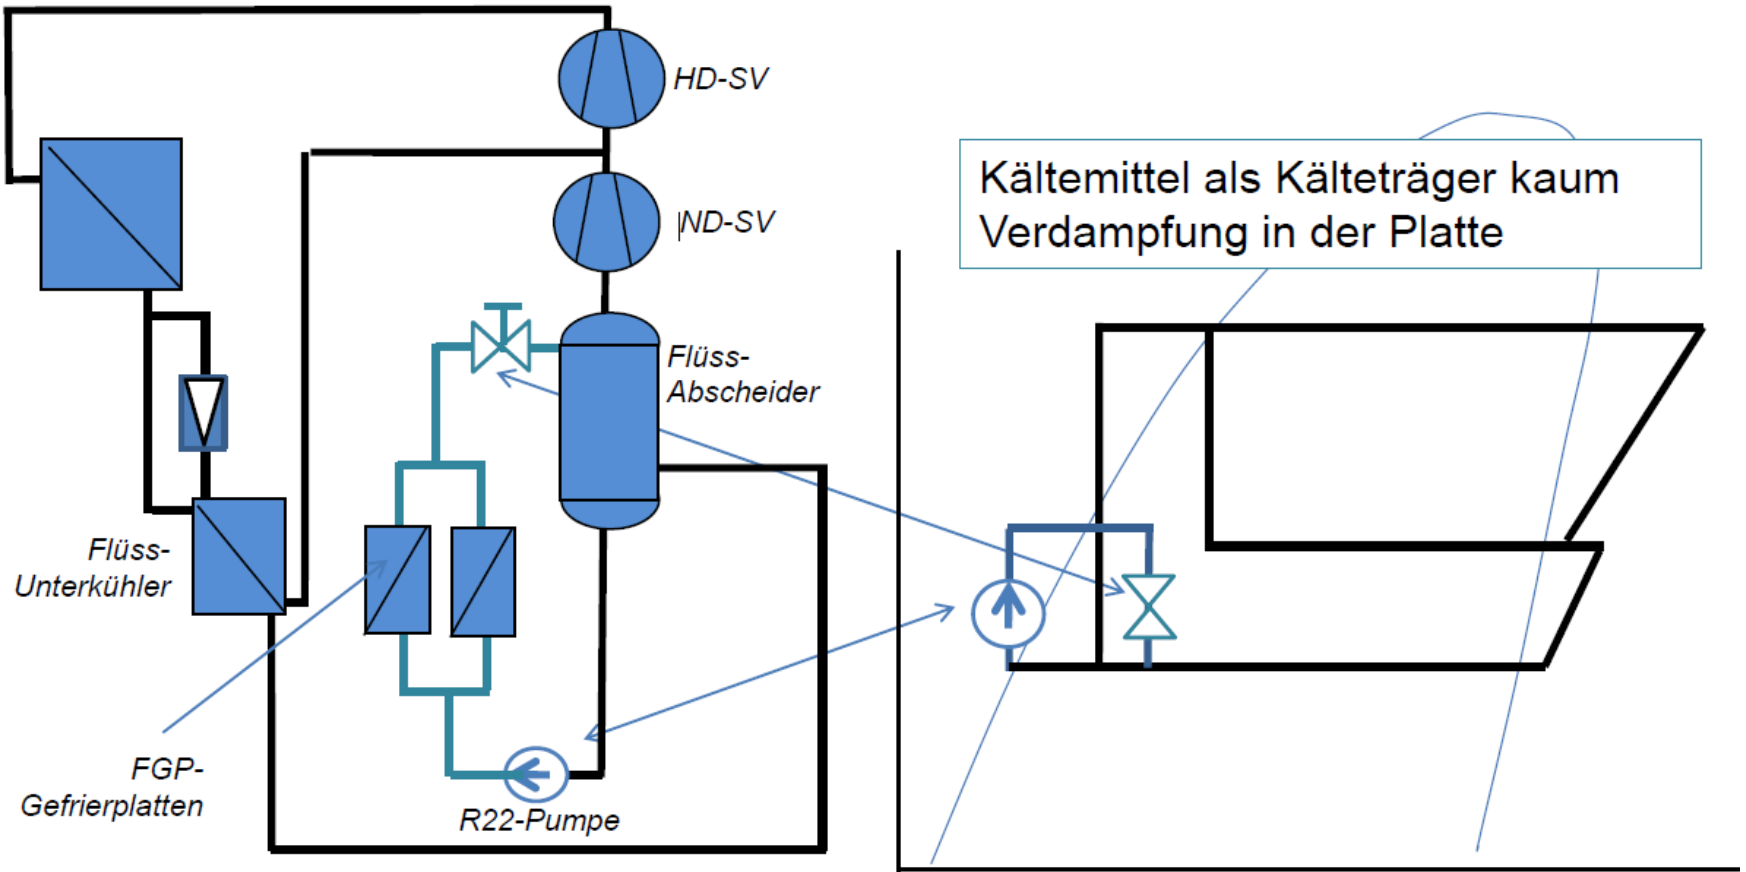 HD-SV
ND-SV
Kältemittel als Kälteträger kaum
Verdampfung in der Platte
Flüss-
Abscheider
Flüss-
Unterkühler
FGP-
Gefrierplatten
R22-Pumpe